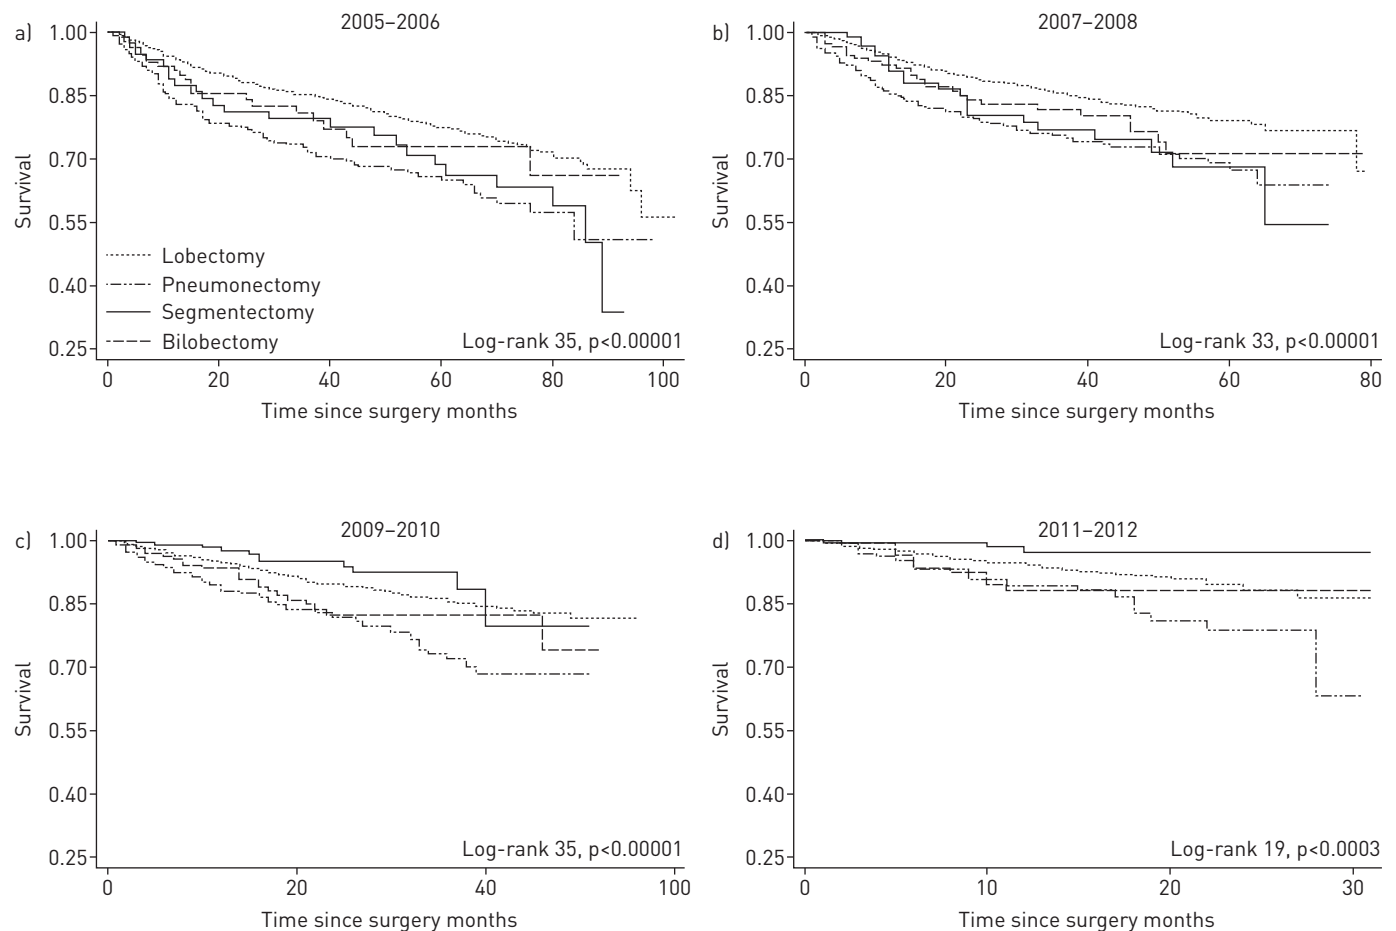 a)
2005–2006
1.00
0.85
0.70
0.55
0.40
0.25
Survival
Lobectomy
Pneumonectomy
Segmentectomy
Bilobectomy
Log-rank 35, p<0.00001
0 20 40 60 80 100
Time since surgery months
b)
2007–2008
1.00
0.85
0.70
0.55
0.40
0.25
Survival
Log-rank 33, p<0.00001
0 20 40 60 80
Time since surgery months
c)
2009–2010
1.00
0.85
0.70
0.55
0.40
0.25
Survival
Log-rank 35, p<0.00001
0 20 40 100
Time since surgery months
d)
2011–2012
1.00
0.85
0.70
0.55
0.40
0.25
Survival
Log-rank 19, p<0.0003
0 10 20 30
Time since surgery months